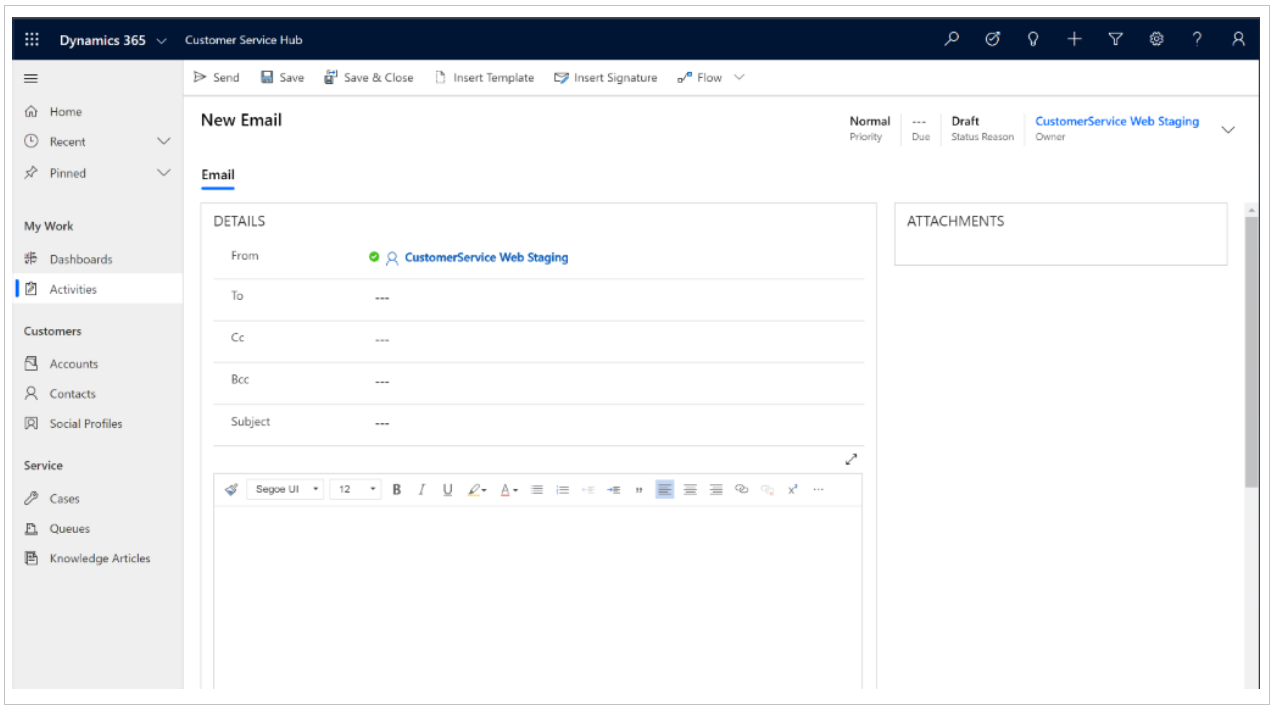 Dynamics 365 Customer Service Hub
Send Save Save & Close Insert Template Insert Signature Flow
Home
Recent
Pinned
My Work
Dashboards
Activities
Customers
Accounts
Contacts
Social Profiles
Service
Cases
Queues
Knowledge Articles
New Email
Normal --- Draft CustomerService Web Staging
Priority Due Status Reason Owner
Email
DETAILS
From CustomerService Web Staging
To ---
Cc ---
Bcc ---
Subject ---
Segoe UI 12 B I U A x² ...
ATTACHMENTS